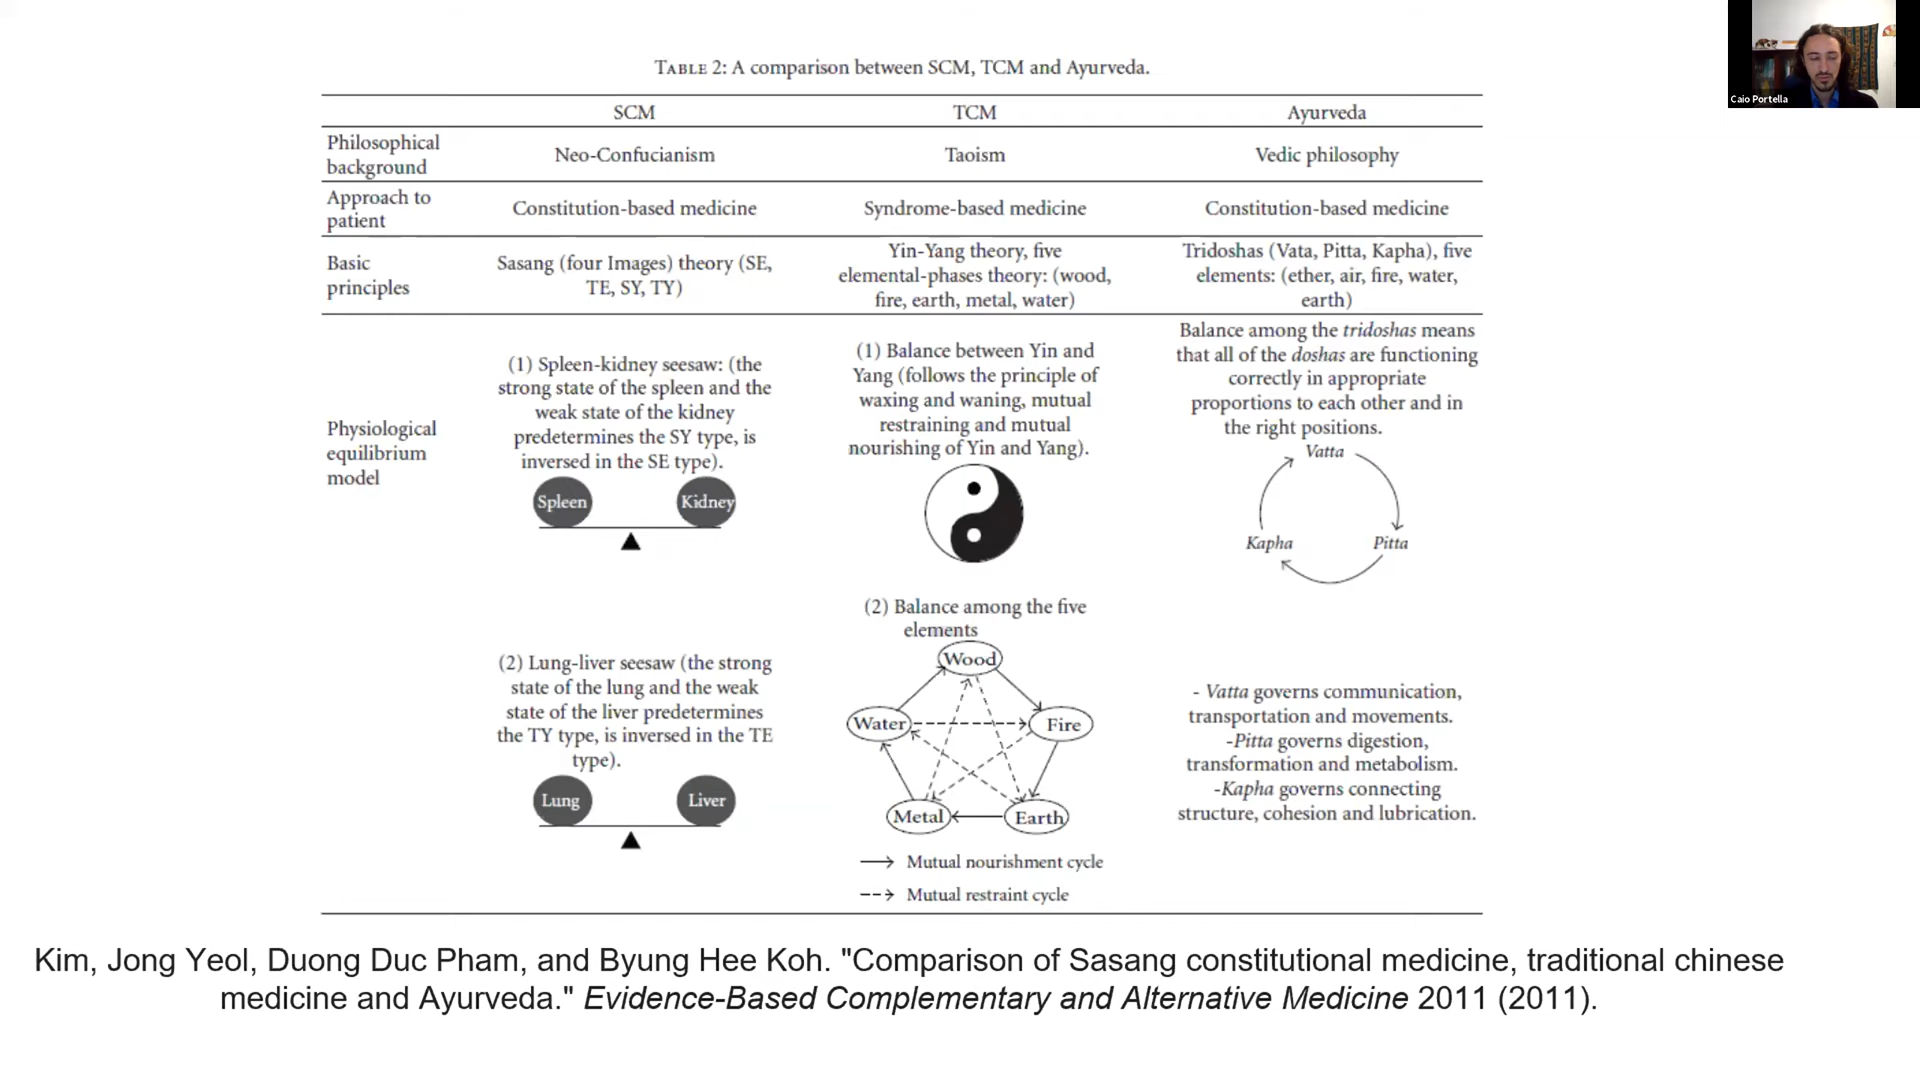 Caio Portella
TABLE 2: A comparison between SCM, TCM and Ayurveda.
SCM
TCM
Ayurveda
Philosophical
background
Neo-Confucianism
Taoism
Vedic philosophy
Approach to
patient
Constitution-based medicine
Syndrome-based medicine
Constitution-based medicine
Basic
principles
Sasang (four Images) theory (SE,
TE, SY, TY)
Yin-Yang theory, five
elemental-phases theory: (wood,
fire, earth, metal, water)
Tridoshas (Vata, Pitta, Kapha), five
elements: (ether, air, fire, water,
earth)
Physiological
equilibrium
model
(1) Spleen-kidney seesaw: (the
strong state of the spleen and the
weak state of the kidney
predetermines the SY type, is
inversed in the SE type).
Spleen
Kidney
(2) Lung-liver seesaw (the strong
state of the lung and the weak
state of the liver predetermines
the TY type, is inversed in the TE
type).
Lung
Liver
(1) Balance between Yin and
Yang (follows the principle of
waxing and waning, mutual
restraining and mutual
nourishing of Yin and Yang).
(2) Balance among the five
elements
Wood
Water
Fire
Metal
Earth
Mutual nourishment cycle
Mutual restraint cycle
Balance among the tridoshas means
that all of the doshas are functioning
correctly in appropriate
proportions to each other and in
the right positions.
Vatta
Kapha
Pitta
- Vatta governs communication,
transportation and movements.
-Pitta governs digestion,
transformation and metabolism.
-Kapha governs connecting
structure, cohesion and lubrication.
Kim, Jong Yeol, Duong Duc Pham, and Byung Hee Koh. "Comparison of Sasang constitutional medicine, traditional chinese
medicine and Ayurveda." Evidence-Based Complementary and Alternative Medicine 2011 (2011).